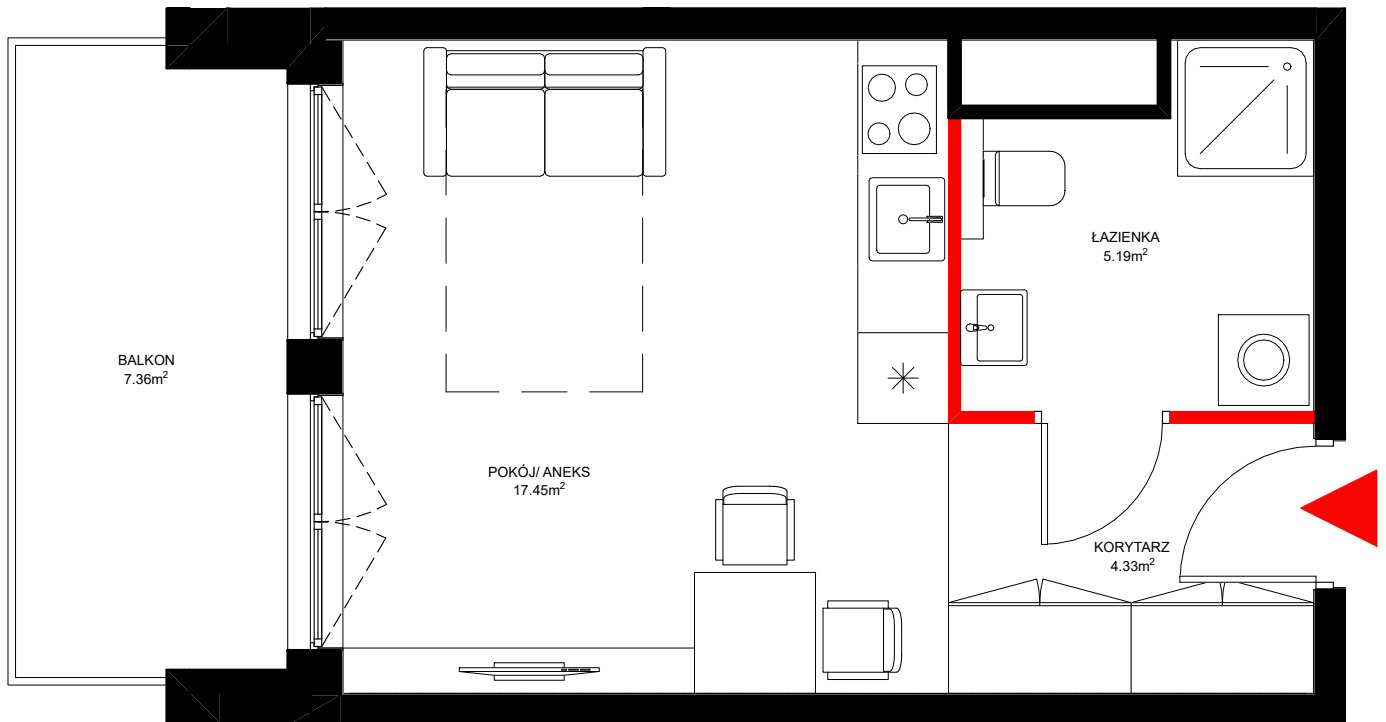 ŁAZIENKA
5.19m²
BALKON
7.36m²
POKÓJ/ ANEKS
17.45m²
KORYTARZ
4.33m²